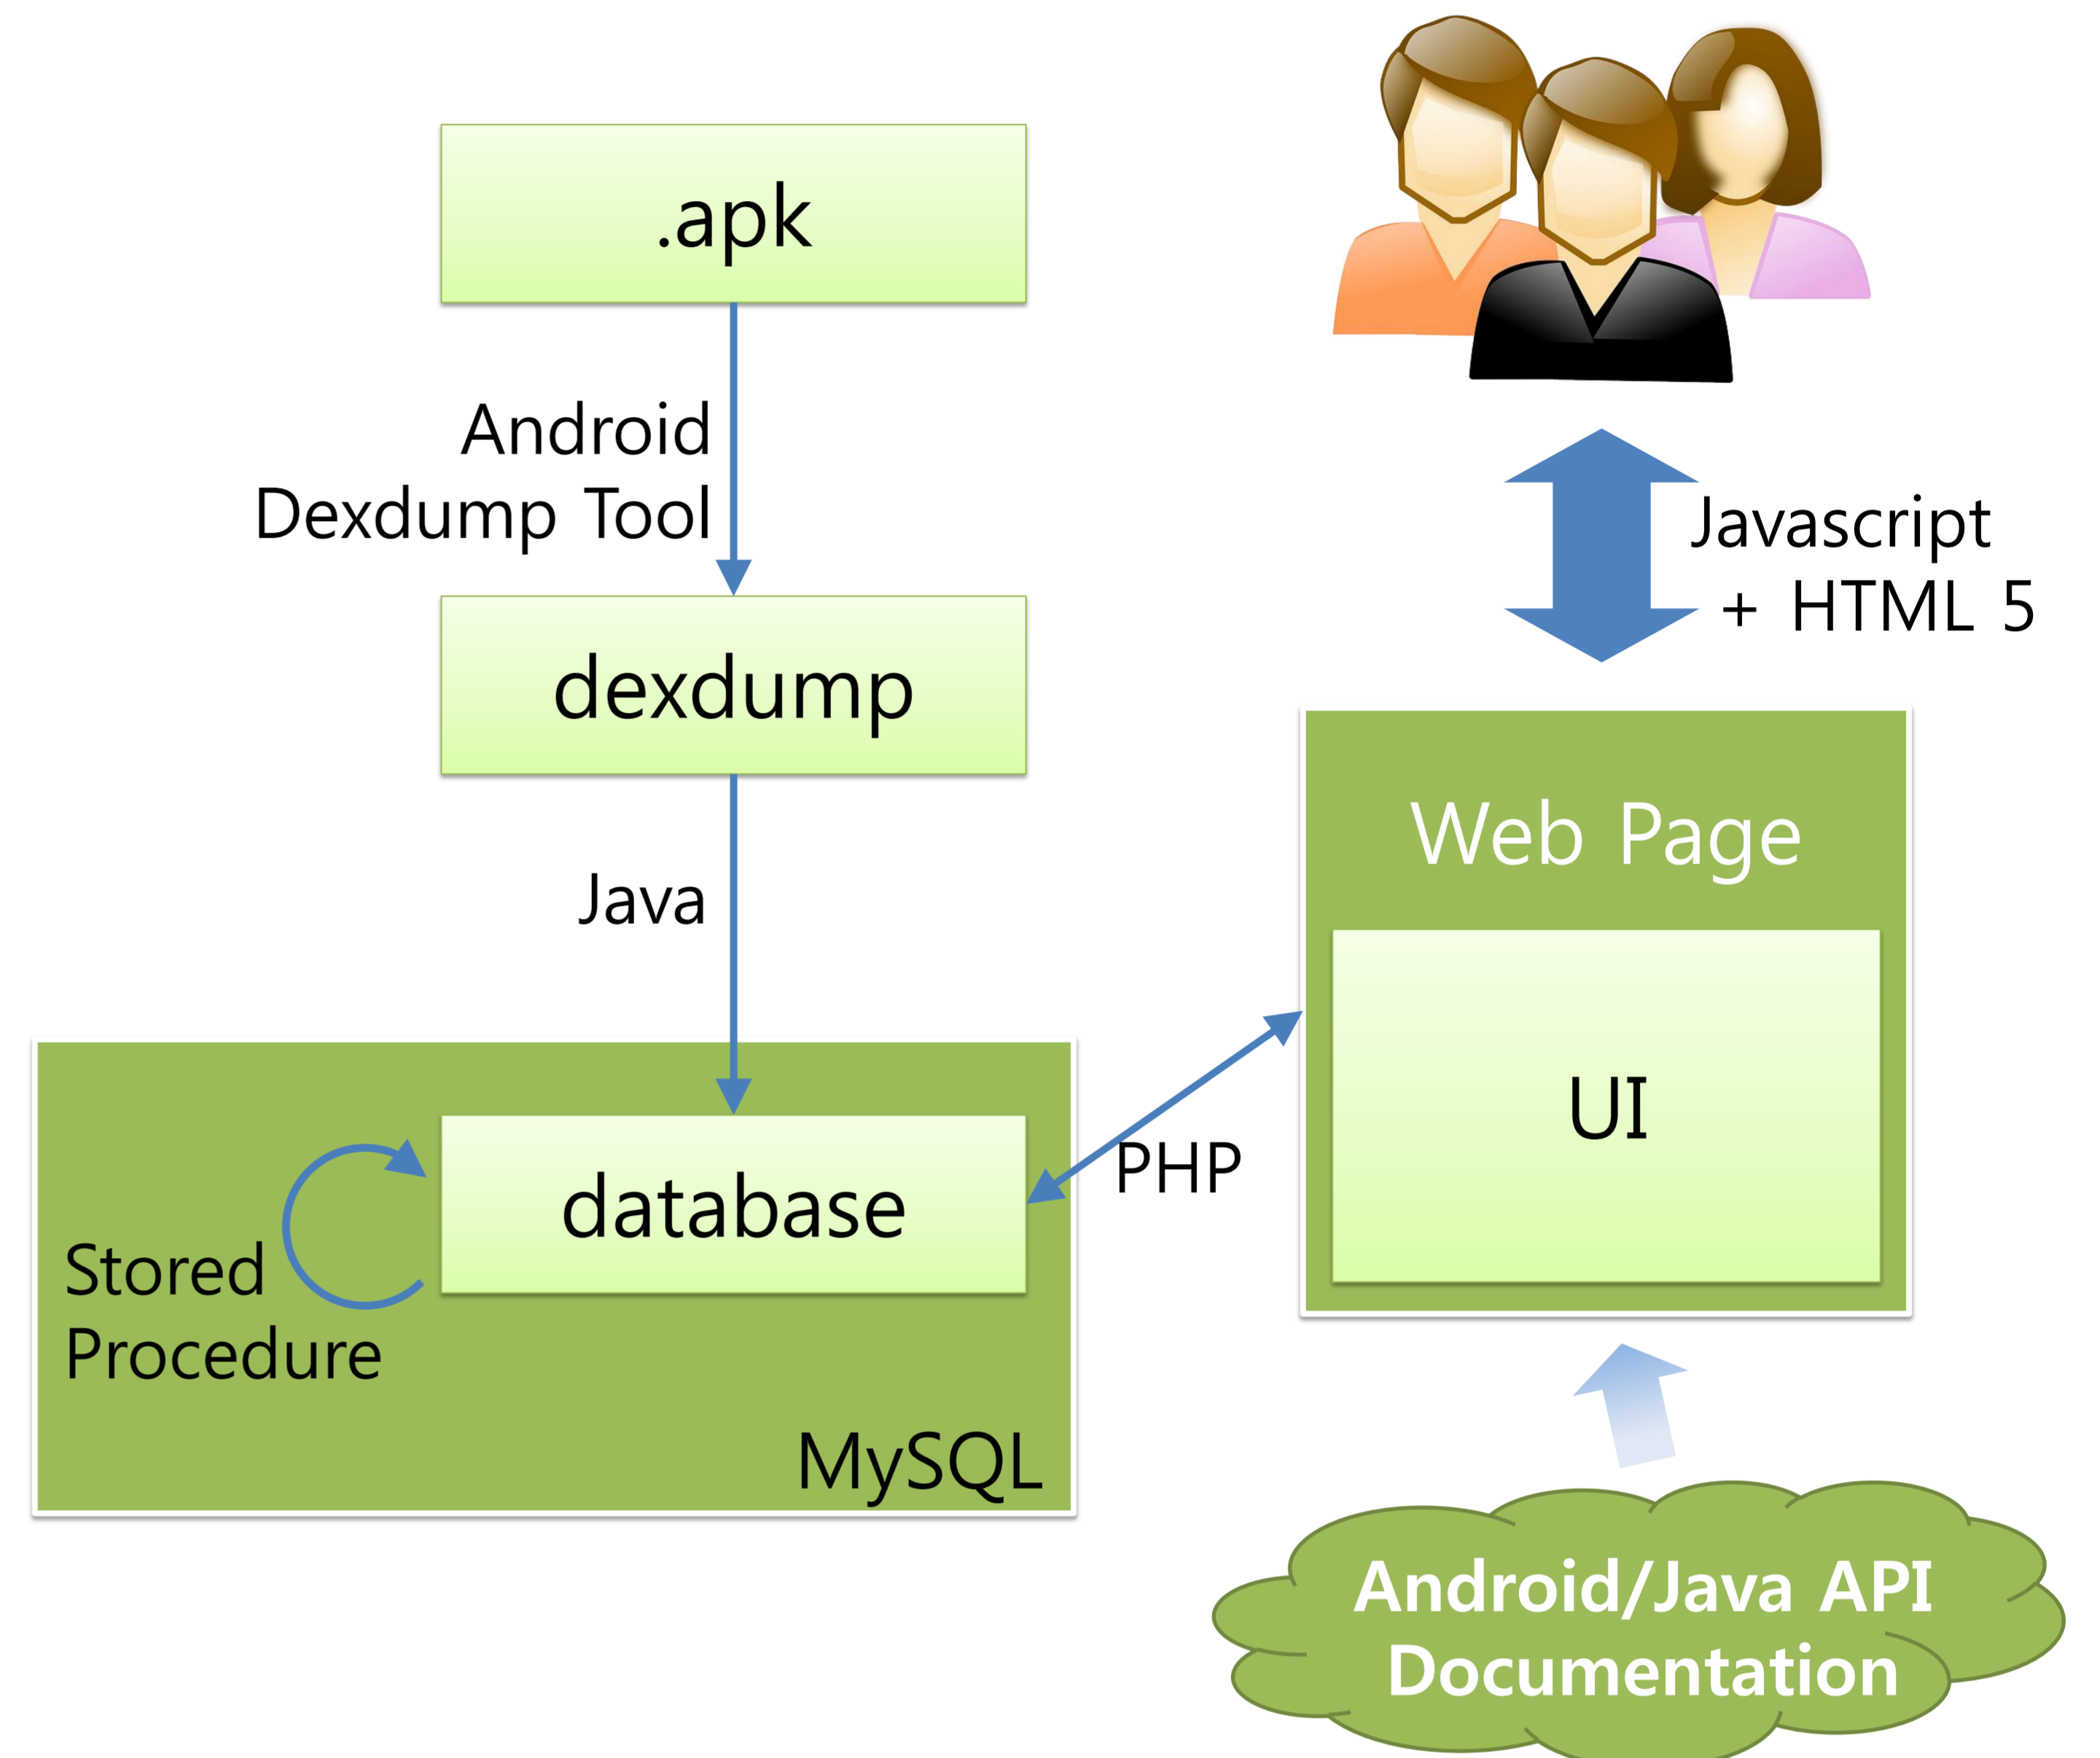 .apk
Android
Dexdump Tool
dexdump
Java
database
Stored
Procedure
MySQL
PHP
Javascript
+ HTML 5
Web Page
UI
Android/Java API
Documentation